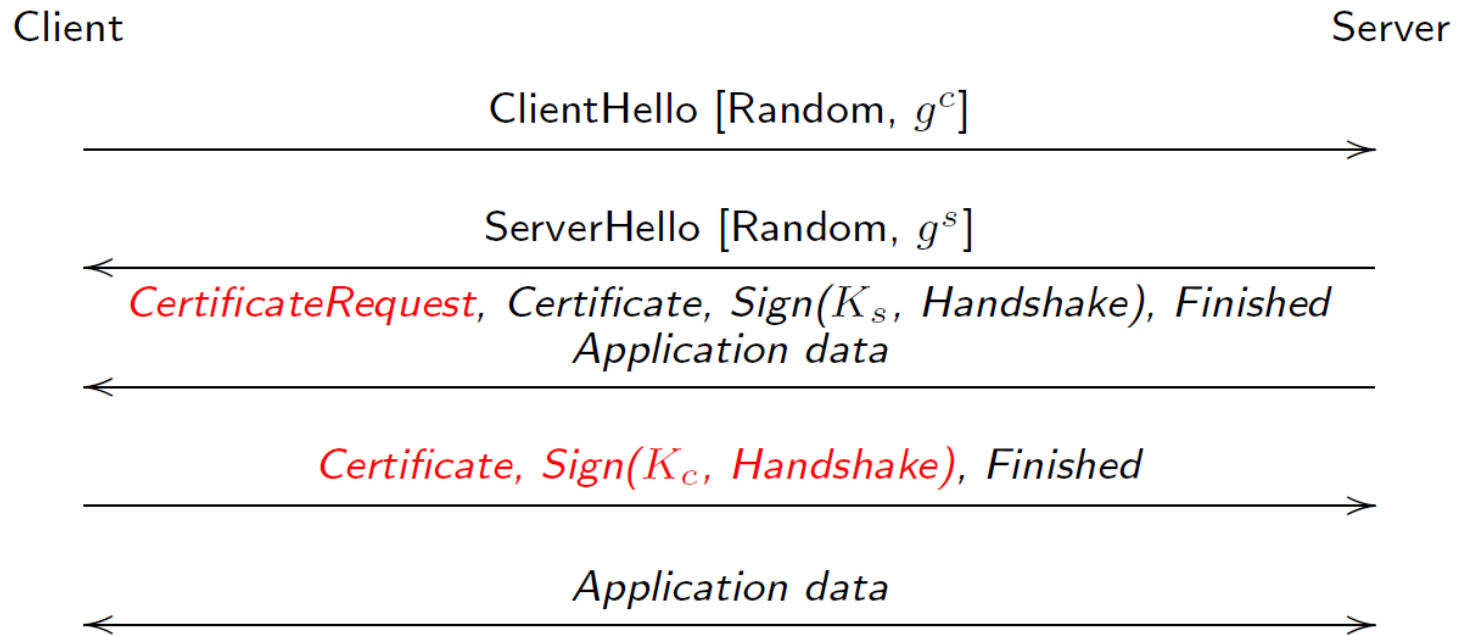 Client Server
ClientHello [Random, g^c]
ServerHello [Random, g^s]
CertificateRequest, Certificate, Sign(K_s, Handshake), Finished
Application data
Certificate, Sign(K_c, Handshake), Finished
Application data